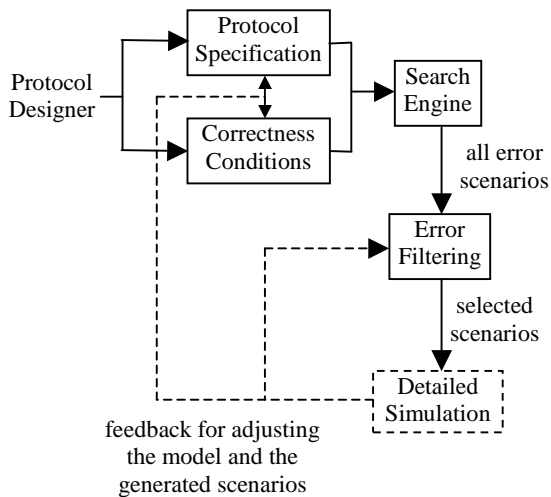 Protocol
Specification
Protocol
Designer
Search
Engine
Correctness
Conditions
all error
scenarios
Error
Filtering
selected
scenarios
Detailed
Simulation
feedback for adjusting
the model and the
generated scenarios